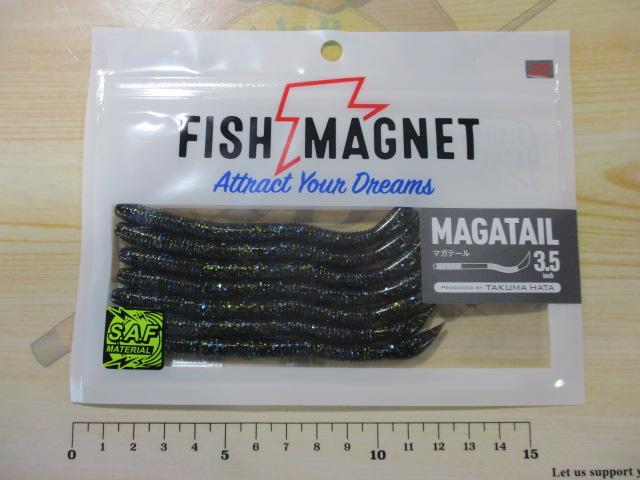 FISH MAGNET
Attract Your Dreams
MAGATAIL
マガテール
3.5
inch
PRODUCED BY TAKUMA HATA
S.A.F
MATERIAL
0 1 2 3 4 5 6 7 8 9 10 11 12 13 14 15
Let us support y